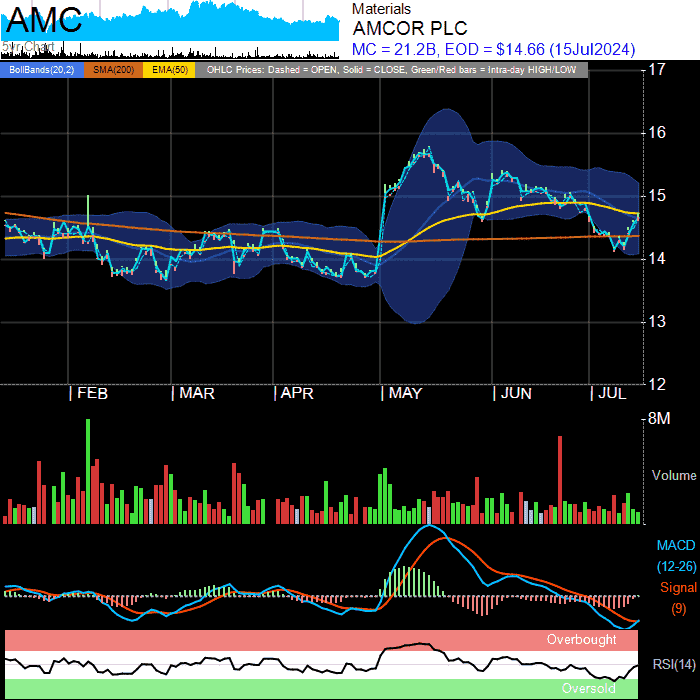 AMC
5yr Chart
Materials
AMCOR PLC
MC = 21.2B, EOD = $14.66 (15Jul2024)
BollBands(20,2) SMA(200) EMA(50) OHLC Prices: Dashed = OPEN, Solid = CLOSE, Green/Red bars = Intra-day HIGH/LOW
17
16
15
14
13
12
| FEB | MAR | APR | MAY | JUN | JUL
8M
Volume
MACD
(12-26)
Signal
(9)
Overbought
RSI(14)
Oversold